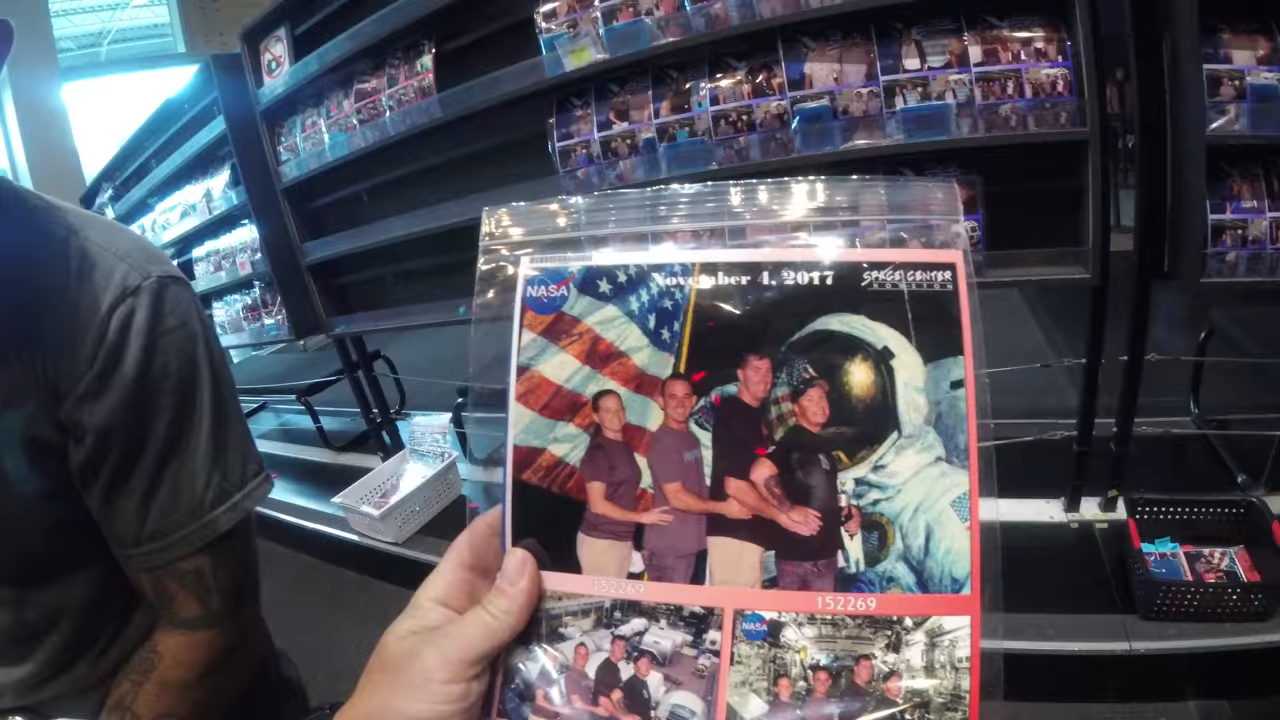 NASA
November 4, 2017
SPACE CENTER
HOUSTON
152269
152269
NASA